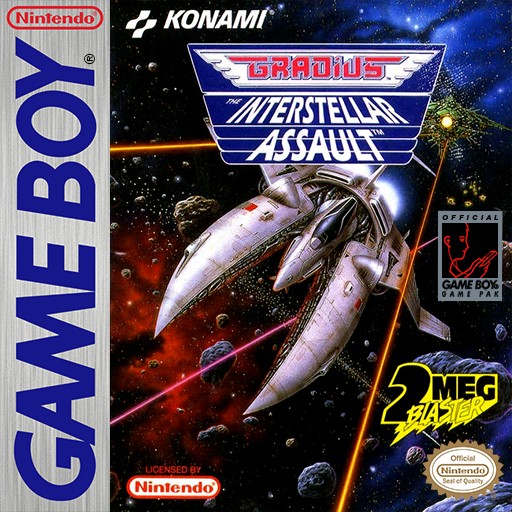 Nintendo®
GAME BOY®
KONAMI®
GRADIUS
THE INTERSTELLAR
ASSAULT™
OFFICIAL
GAME BOY®
GAME PAK
2 MEG
BLASTER
LICENSED BY
Nintendo®
Official
Nintendo®
Seal of Quality